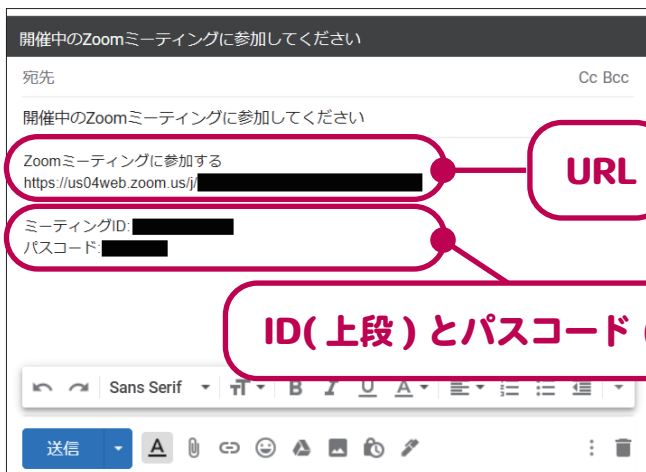 開催中のZoomミーティングに参加してください
宛先 Cc Bcc
開催中のZoomミーティングに参加してください
Zoomミーティングに参加する
https://us04web.zoom.us/j/
URL
ミーティングID:
パスコード:
ID(上段)とパスコード(
Sans Serif
送信